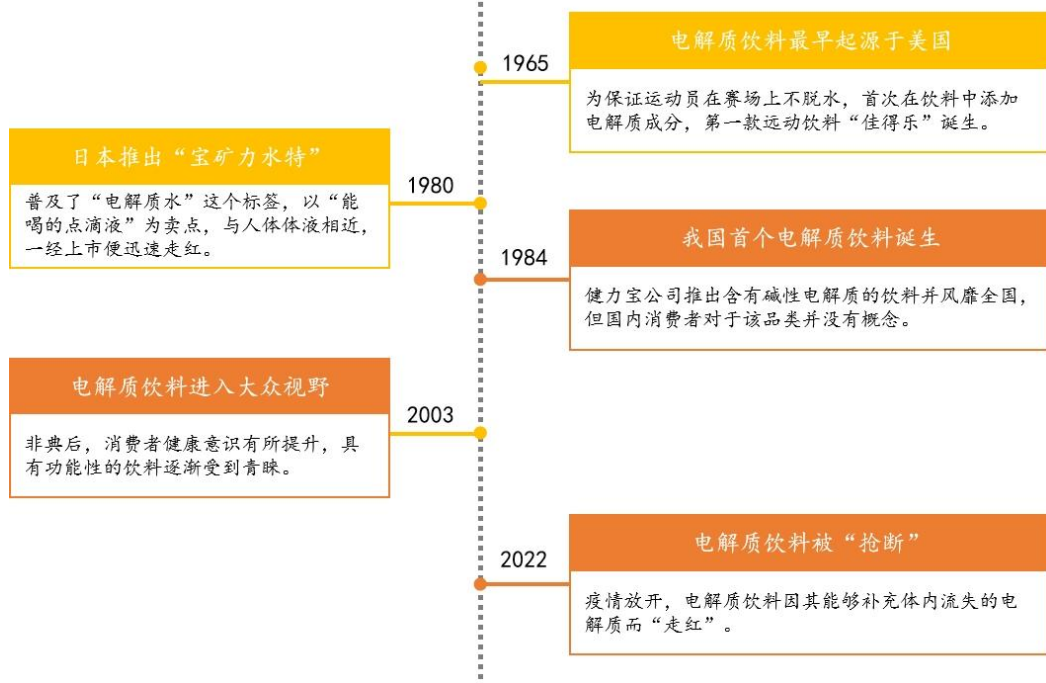 1965
电解质饮料最早起源于美国
为保证运动员在赛场上不脱水，首次在饮料中添加
电解质成分，第一款运动饮料“佳得乐”诞生。
1980
日本推出“宝矿力水特”
普及了“电解质水”这个标签，以“能
喝的点滴液”为卖点，与人体体液相近，
一经上市便迅速走红。
1984
我国首个电解质饮料诞生
健力宝公司推出含有碱性电解质的饮料并风靡全国，
但国内消费者对于该品类并没有概念。
2003
电解质饮料进入大众视野
非典后，消费者健康意识有所提升，具
有功能性的饮料逐渐受到青睐。
2022
电解质饮料被“抢断”
疫情放开，电解质饮料因其能够补充体内流失的电
解质而“走红”。